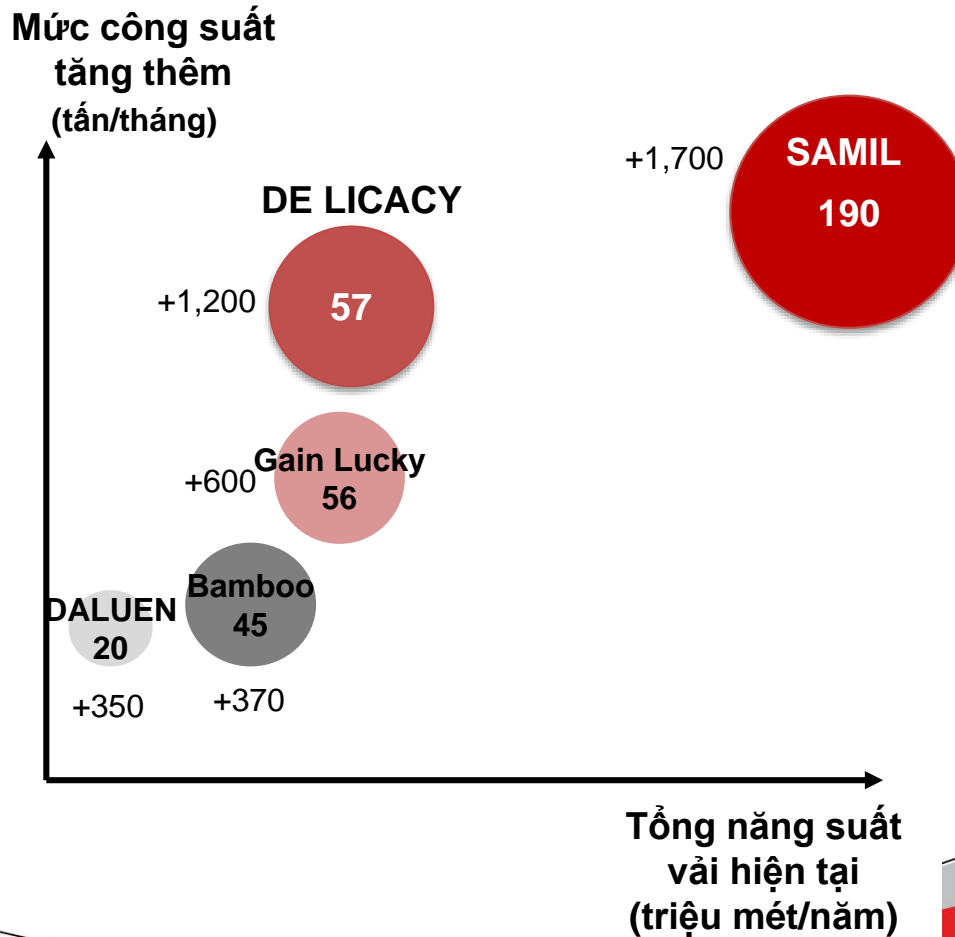 Mức công suất
tăng thêm
(tấn/tháng)
+1,700
SAMIL
190
DE LICACY
+1,200
57
+600
Gain Lucky
56
Bamboo
45
DALUEN
20
+350
+370
Tổng năng suất
vải hiện tại
(triệu mét/năm)